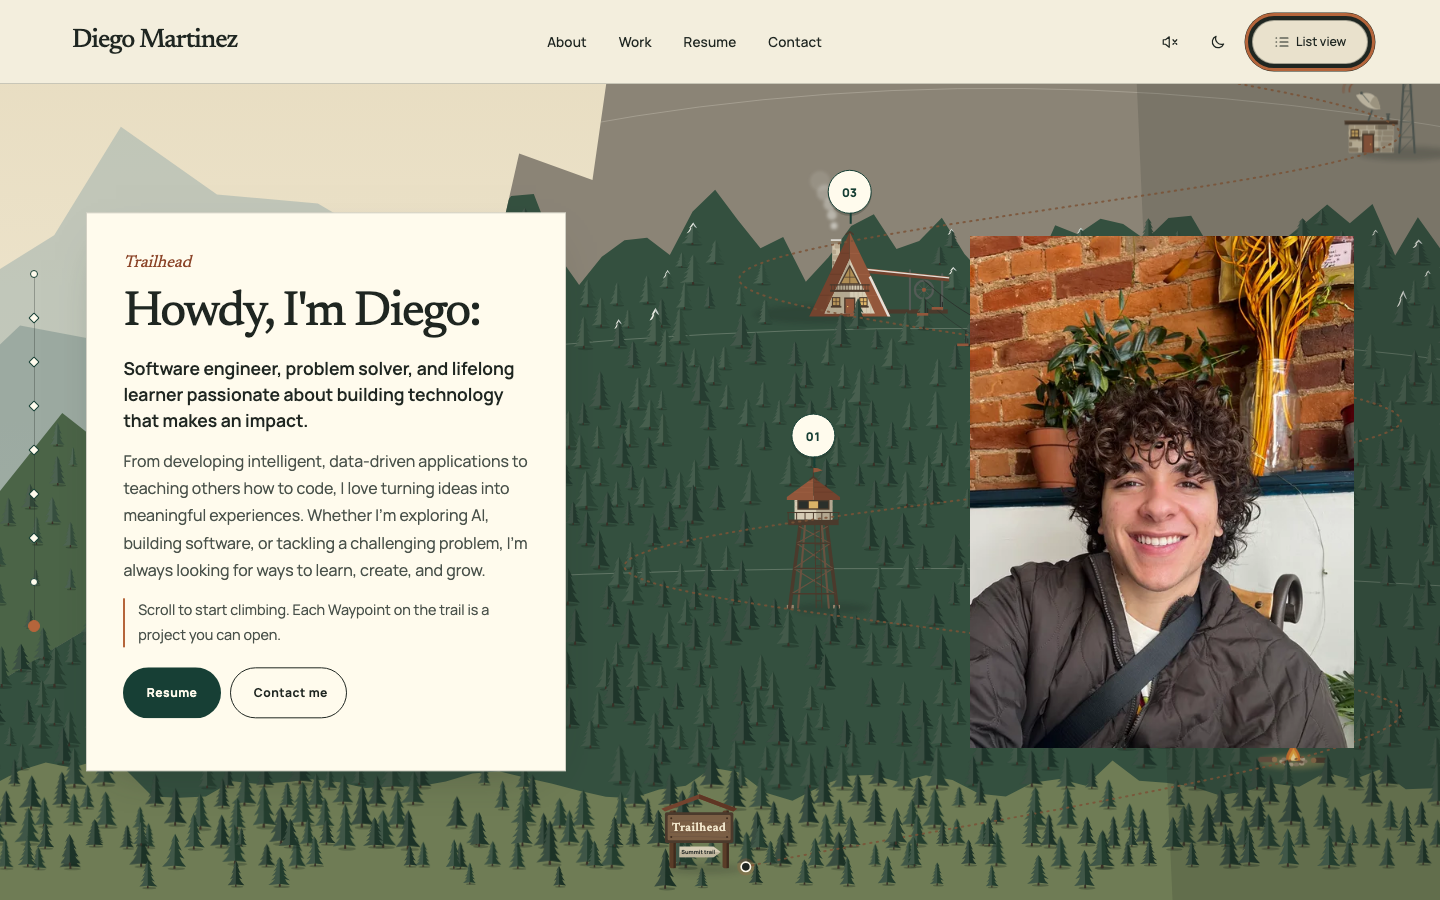 Diego Martinez
About
Work
Resume
Contact
List view
03
Trailhead
Howdy, I'm Diego:
Software engineer, problem solver, and lifelong
learner passionate about building technology
that makes an impact.
01
From developing intelligent, data-driven applications to
teaching others how to code, I love turning ideas into
meaningful experiences. Whether I'm exploring AI,
building software, or tackling a challenging problem, I'm
always looking for ways to learn, create, and grow.
Scroll to start climbing. Each Waypoint on the trail is a
project you can open.
Resume
Contact me
Trailhead
Summit trail